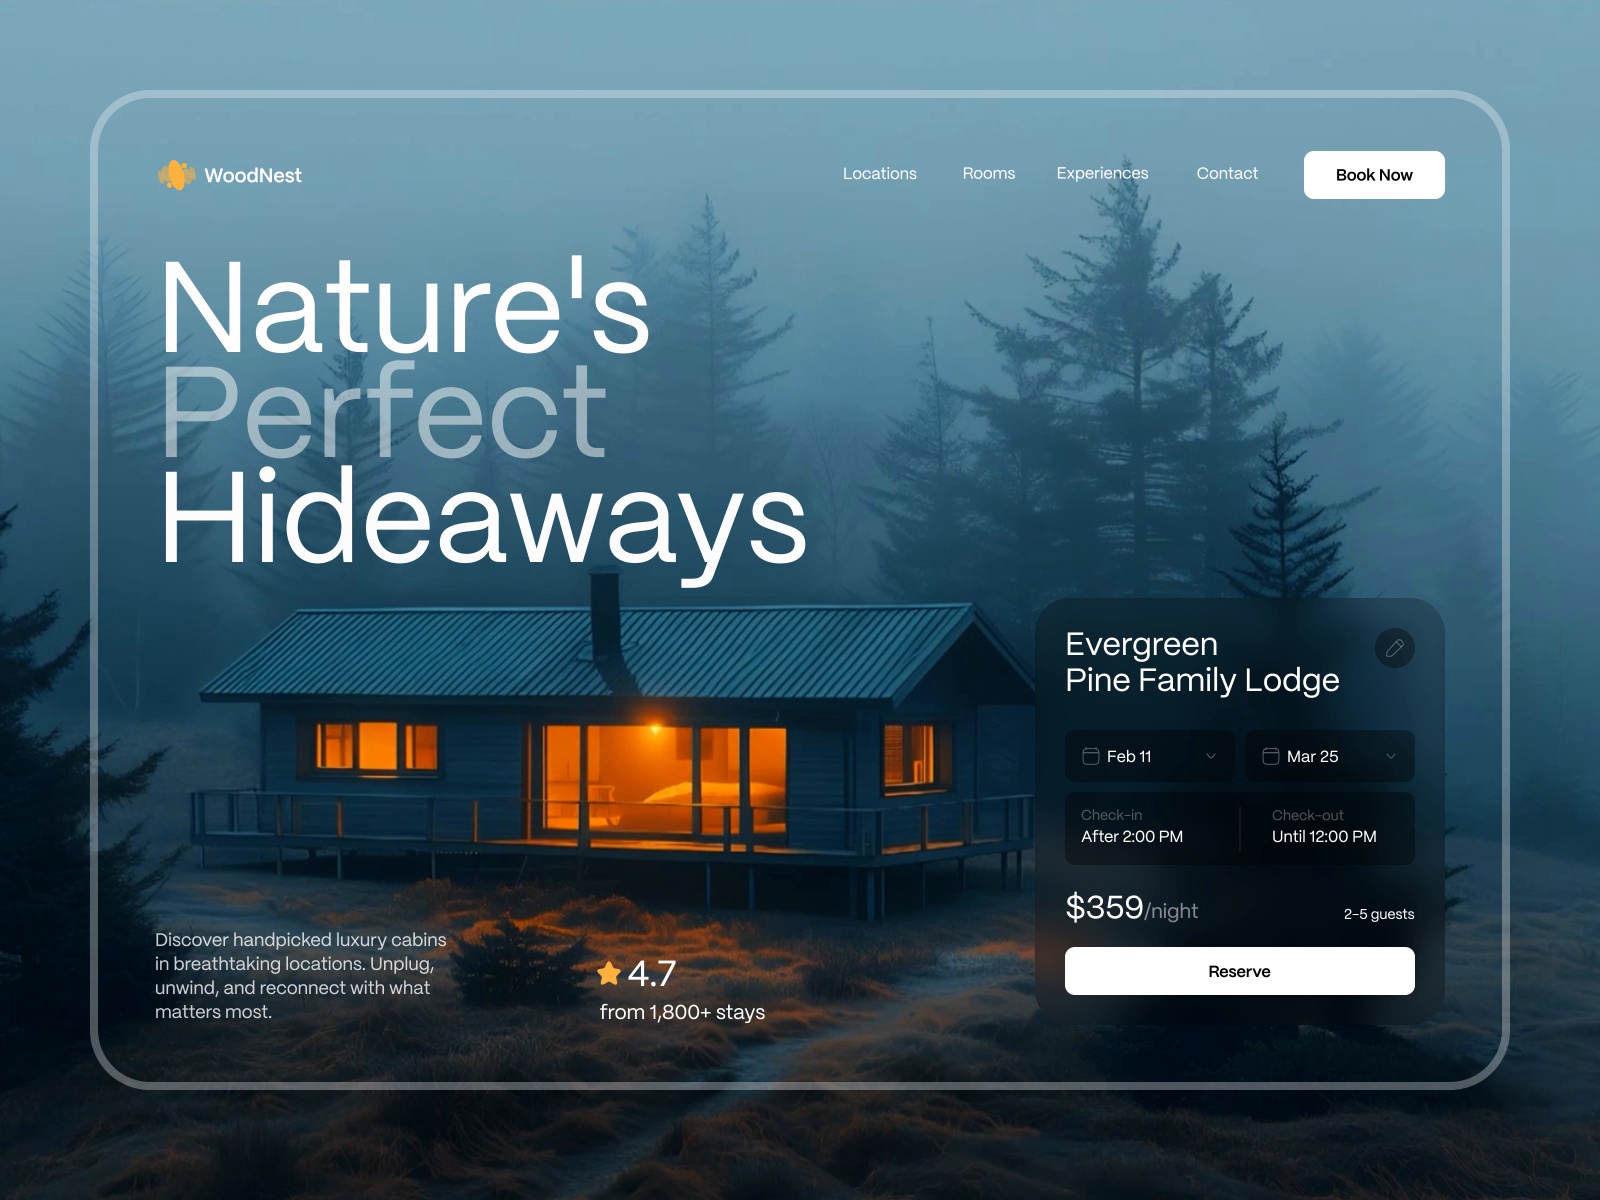 WoodNest
Locations
Rooms
Experiences
Contact
Book Now
Nature's
Perfect
Hideaways
Evergreen
Pine Family Lodge
Feb 11
Mar 25
Check-in
After 2:00 PM
Check-out
Until 12:00 PM
$359/night
2-5 guests
Reserve
Discover handpicked luxury cabins
in breathtaking locations. Unplug,
unwind, and reconnect with what
matters most.
4.7
from 1,800+ stays